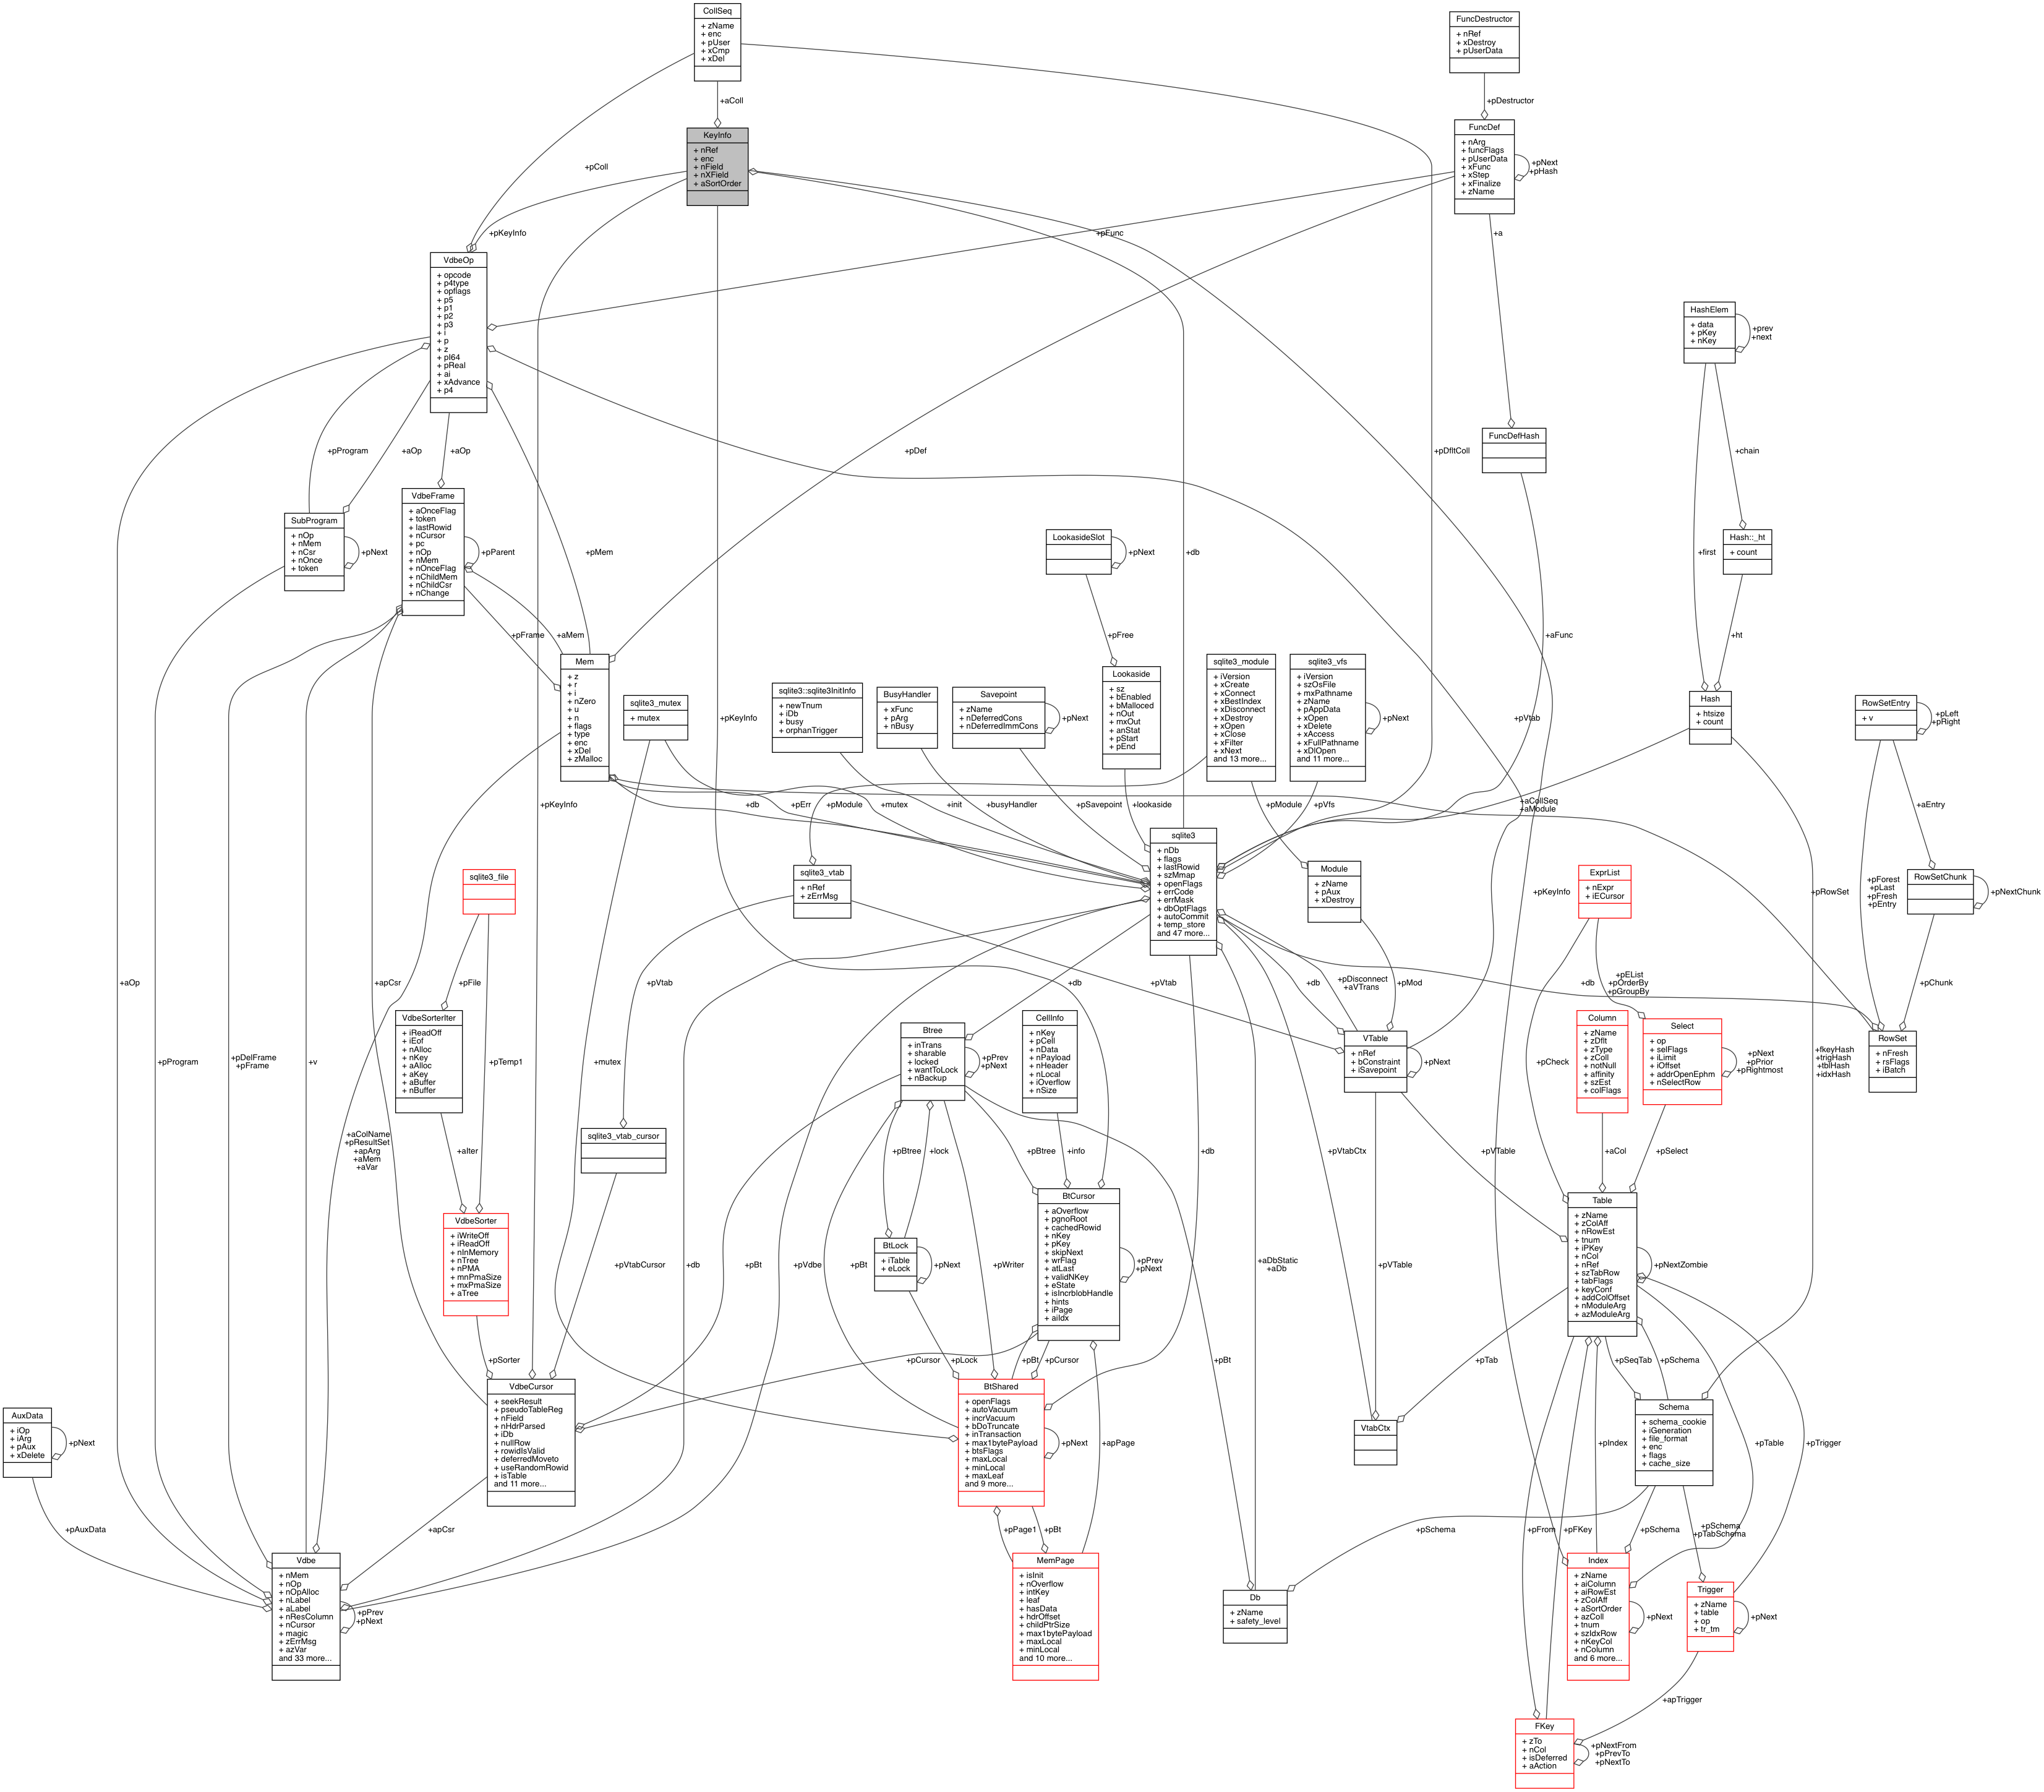 CollSeq
+ zName
+ enc
+ pUser
+ xCmp
+ xDel
FuncDestructor
+ nRef
+ xDestroy
+ pUserData
+aColl
+pDestructor
KeyInfo
+ nRef
+ enc
+ nField
+ nXField
+ aSortOrder
FuncDef
+ nArg
+ funcFlags
+ pUserData
+ xFunc
+ xStep
+ xFinalize
+ zName
+pNext
+pHash
+pColl
+pKeyInfo
+pFunc
+a
VdbeOp
+ opcode
+ p4type
+ opflags
+ p5
+ p1
+ p2
+ p3
+ i
+ p
+ z
+ pI64
+ pReal
+ ai
+ xAdvance
+ p4
HashElem
+ data
+ pKey
+ nKey
+prev
+next
FuncDefHash
+pProgram
+aOp
+aOp
+pDef
+pDfltColl
+chain
VdbeFrame
+ aOnceFlag
+ token
+ lastRowid
+ nCursor
+ pc
+ nOp
+ nMem
+ nOnceFlag
+ nChildMem
+ nChildCsr
+ nChange
+pParent
SubProgram
+ nOp
+ nMem
+ nCsr
+ nOnce
+ token
+pNext
+pMem
LookasideSlot
+pNext
+db
+first
Hash::_ht
+ count
+pFrame
+aMem
+pFree
+aFunc
+ht
Mem
+ z
+ r
+ i
+ nZero
+ u
+ n
+ flags
+ type
+ enc
+ xDel
+ zMalloc
sqlite3_mutex
+ mutex
+pKeyInfo
sqlite3::sqlite3InitInfo
+ newTnum
+ iDb
+ busy
+ orphanTrigger
BusyHandler
+ xFunc
+ pArg
+ nBusy
Savepoint
+ zName
+ nDeferredCons
+ nDeferredImmCons
+pNext
Lookaside
+ sz
+ bEnabled
+ bMalloced
+ nOut
+ mxOut
+ anStat
+ pStart
+ pEnd
sqlite3_module
+ iVersion
+ xCreate
+ xConnect
+ xBestIndex
+ xDisconnect
+ xDestroy
+ xOpen
+ xClose
+ xFilter
+ xNext
and 13 more...
sqlite3_vfs
+ iVersion
+ szOsFile
+ mxPathname
+ zName
+ pAppData
+ xOpen
+ xDelete
+ xAccess
+ xFullPathname
+ xDlOpen
and 11 more...
+pNext
+pVtab
Hash
+ htsize
+ count
RowSetEntry
+ v
+pLeft
+pRight
+pKeyInfo
+db
+pErr
+pModule
+mutex
+init
+busyHandler
+pSavepoint
+lookaside
+pModule
+pVfs
+aCollSeq
+aModule
+aEntry
sqlite3
+ nDb
+ flags
+ lastRowid
+ szMmap
+ openFlags
+ errCode
+ errMask
+ dbOptFlags
+ autoCommit
+ temp_store
and 47 more...
sqlite3_file
sqlite3_vtab
+ nRef
+ zErrMsg
Module
+ zName
+ pAux
+ xDestroy
ExprList
+ nExpr
+ iECursor
RowSetChunk
+pNextChunk
+pKeyInfo
+pRowSet
+pForest
+pLast
+pFresh
+pEntry
+aOp
+apCsr
+pFile
+pVtab
+db
+pVtab
+db
+pDisconnect
+aVTrans
+pMod
+pEList
+pOrderBy
+pGroupBy
+db
+pChunk
VdbeSorterIter
+ iReadOff
+ iEof
+ nAlloc
+ nKey
+ aAlloc
+ aKey
+ aBuffer
+ nBuffer
Btree
+ inTrans
+ sharable
+ locked
+ wantToLock
+ nBackup
+pPrev
+pNext
CellInfo
+ nKey
+ pCell
+ nData
+ nPayload
+ nHeader
+ nLocal
+ iOverflow
+ nSize
VTable
+ nRef
+ bConstraint
+ iSavepoint
+pNext
Column
+ zName
+ zDflt
+ zType
+ zColl
+ notNull
+ affinity
+ szEst
+ colFlags
Select
+ op
+ selFlags
+ iLimit
+ iOffset
+ addrOpenEphm
+ nSelectRow
+pNext
+pPrior
+pRightmost
RowSet
+ nFresh
+ rsFlags
+ iBatch
+pProgram
+pDelFrame
+pFrame
+v
+pTemp1
+mutex
+pCheck
+fkeyHash
+trigHash
+tblHash
+idxHash
+aColName
+pResultSet
+apArg
+aMem
+aVar
+aIter
sqlite3_vtab_cursor
+pBtree
+lock
+pBtree
+info
+db
+pVtabCtx
+pVTable
+aCol
+pSelect
VdbeSorter
+ iWriteOff
+ iReadOff
+ nInMemory
+ nTree
+ nPMA
+ mnPmaSize
+ mxPmaSize
+ aTree
+pVtabCursor
+db
+pBt
+pVdbe
+pBt
BtLock
+ iTable
+ eLock
+pNext
+pWriter
BtCursor
+ aOverflow
+ pgnoRoot
+ cachedRowid
+ nKey
+ pKey
+ skipNext
+ wrFlag
+ atLast
+ validNKey
+ eState
+ isIncrblobHandle
+ hints
+ iPage
+ aiIdx
+pPrev
+pNext
+aDbStatic
+aDb
+pVTable
Table
+ zName
+ zColAff
+ nRowEst
+ tnum
+ iPKey
+ nCol
+ nRef
+ szTabRow
+ tabFlags
+ keyConf
+ addColOffset
+ nModuleArg
+ azModuleArg
+pNextZombie
+pSorter
+pCursor
+pLock
+pBt
+pCursor
+pBt
+pTab
+pSeqTab
+pSchema
VdbeCursor
+ seekResult
+ pseudoTableReg
+ nField
+ nHdrParsed
+ iDb
+ nullRow
+ rowidIsValid
+ deferredMoveto
+ useRandomRowid
+ isTable
and 11 more...
BtShared
+ openFlags
+ autoVacuum
+ incrVacuum
+ bDoTruncate
+ inTransaction
+ max1bytePayload
+ btsFlags
+ maxLocal
+ minLocal
+ maxLeaf
and 9 more...
+pNext
+apPage
AuxData
+ iOp
+ iArg
+ pAux
+ xDelete
+pNext
VtabCtx
Schema
+ schema_cookie
+ iGeneration
+ file_format
+ enc
+ flags
+ cache_size
+pIndex
+pTable
+pTrigger
+pAuxData
+apCsr
+pPage1
+pBt
+pSchema
+pFrom
+pFKey
+pSchema
+pSchema
+pTabSchema
Vdbe
+ nMem
+ nOp
+ nOpAlloc
+ nLabel
+ aLabel
+ nResColumn
+ nCursor
+ magic
+ zErrMsg
+ azVar
and 33 more...
+pPrev
+pNext
MemPage
+ isInit
+ nOverflow
+ intKey
+ leaf
+ hasData
+ hdrOffset
+ childPtrSize
+ max1bytePayload
+ maxLocal
+ minLocal
and 10 more...
Db
+ zName
+ safety_level
Index
+ zName
+ aiColumn
+ aiRowEst
+ zColAff
+ aSortOrder
+ azColl
+ tnum
+ szIdxRow
+ nKeyCol
+ nColumn
and 6 more...
+pNext
Trigger
+ zName
+ table
+ op
+ tr_tm
+pNext
+apTrigger
FKey
+ zTo
+ nCol
+ isDeferred
+ aAction
+pNextFrom
+pPrevTo
+pNextTo